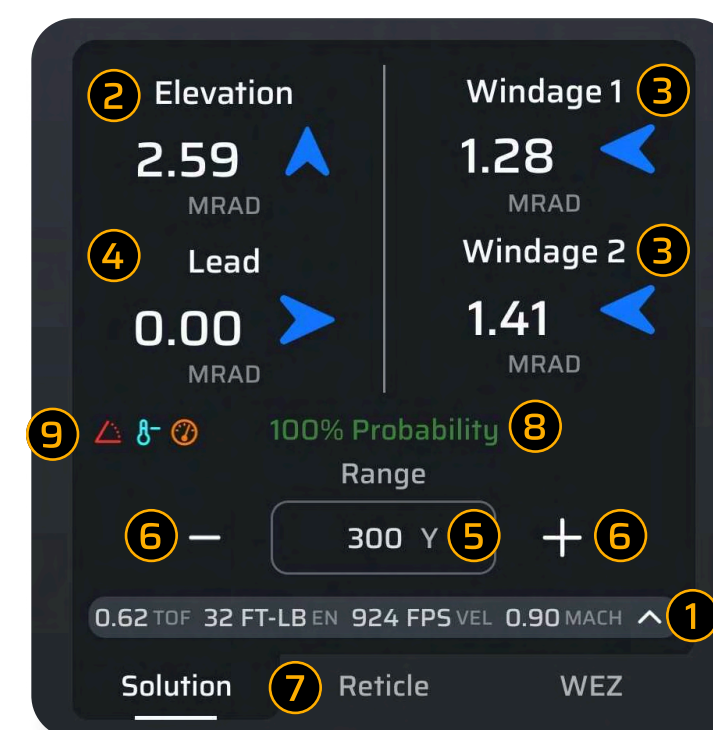 2 Elevation
2.59
MRAD
Windage 1 3
1.28
MRAD
4 Lead
0.00
MRAD
Windage 2 3
1.41
MRAD
9 100% Probability 8
Range
6 − 300 Y 5 + 6
0.62 TOF 32 FT-LB EN 924 FPS VEL 0.90 MACH 1
Solution 7 Reticle WEZ